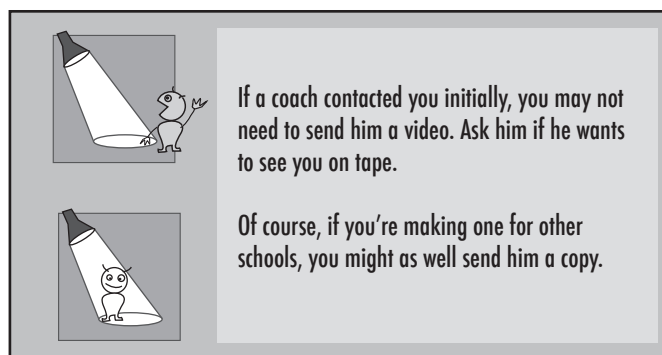 If a coach contacted you initially, you may not
need to send him a video. Ask him if he wants
to see you on tape.
Of course, if you’re making one for other
schools, you might as well send him a copy.